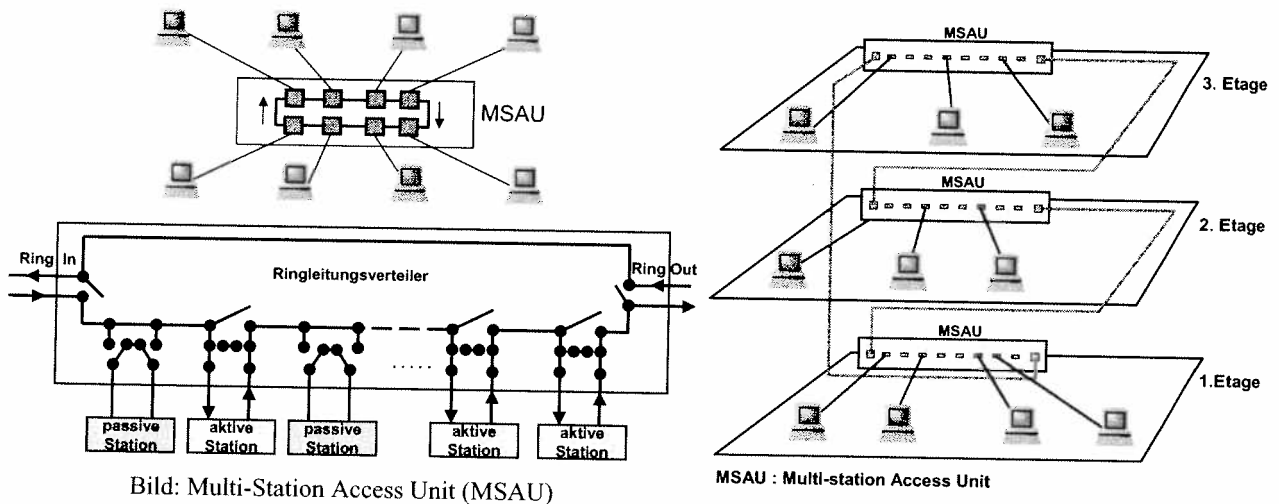 MSAU
Ring In
Ringleitungsverteiler
Ring Out
.....
passive Station
aktive Station
passive Station
aktive Station
aktive Station
Bild: Multi-Station Access Unit (MSAU)
MSAU
3. Etage
MSAU
2. Etage
MSAU
1.Etage
MSAU : Multi-station Access Unit